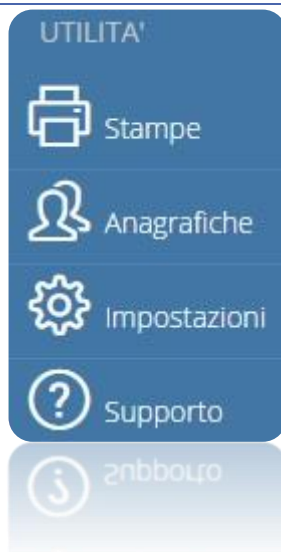 UTILITA'
Stampe
Anagrafiche
Impostazioni
Supporto